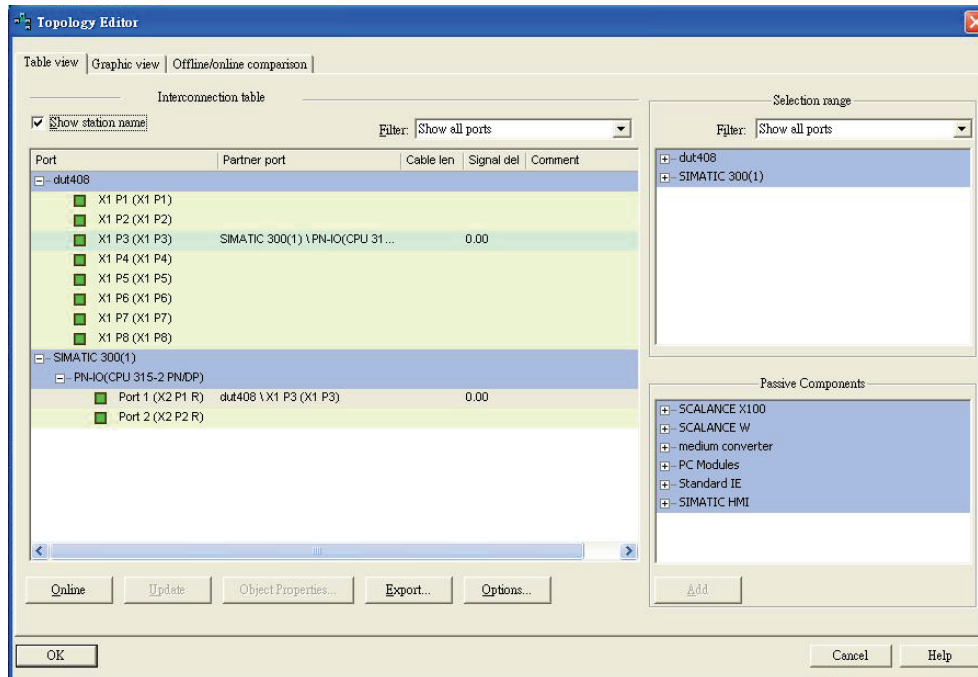 Topology Editor
Table view Graphic view Offline/online comparison
Interconnection table
Show station name
Filter: Show all ports
Port Partner port Cable len Signal del Comment
dut408
X1 P1 (X1 P1)
X1 P2 (X1 P2)
X1 P3 (X1 P3) SIMATIC 300(1) \ PN-IO(CPU 31... 0.00
X1 P4 (X1 P4)
X1 P5 (X1 P5)
X1 P6 (X1 P6)
X1 P7 (X1 P7)
X1 P8 (X1 P8)
SIMATIC 300(1)
PN-IO(CPU 315-2 PN/DP)
Port 1 (X2 P1 R) dut408 \ X1 P3 (X1 P3) 0.00
Port 2 (X2 P2 R)
Online Update Object Properties... Export... Options...
Selection range
Filter: Show all ports
dut408
SIMATIC 300(1)
Passive Components
SCALANCE X100
SCALANCE W
medium converter
PC Modules
Standard IE
SIMATIC HMI
Add
OK Cancel Help